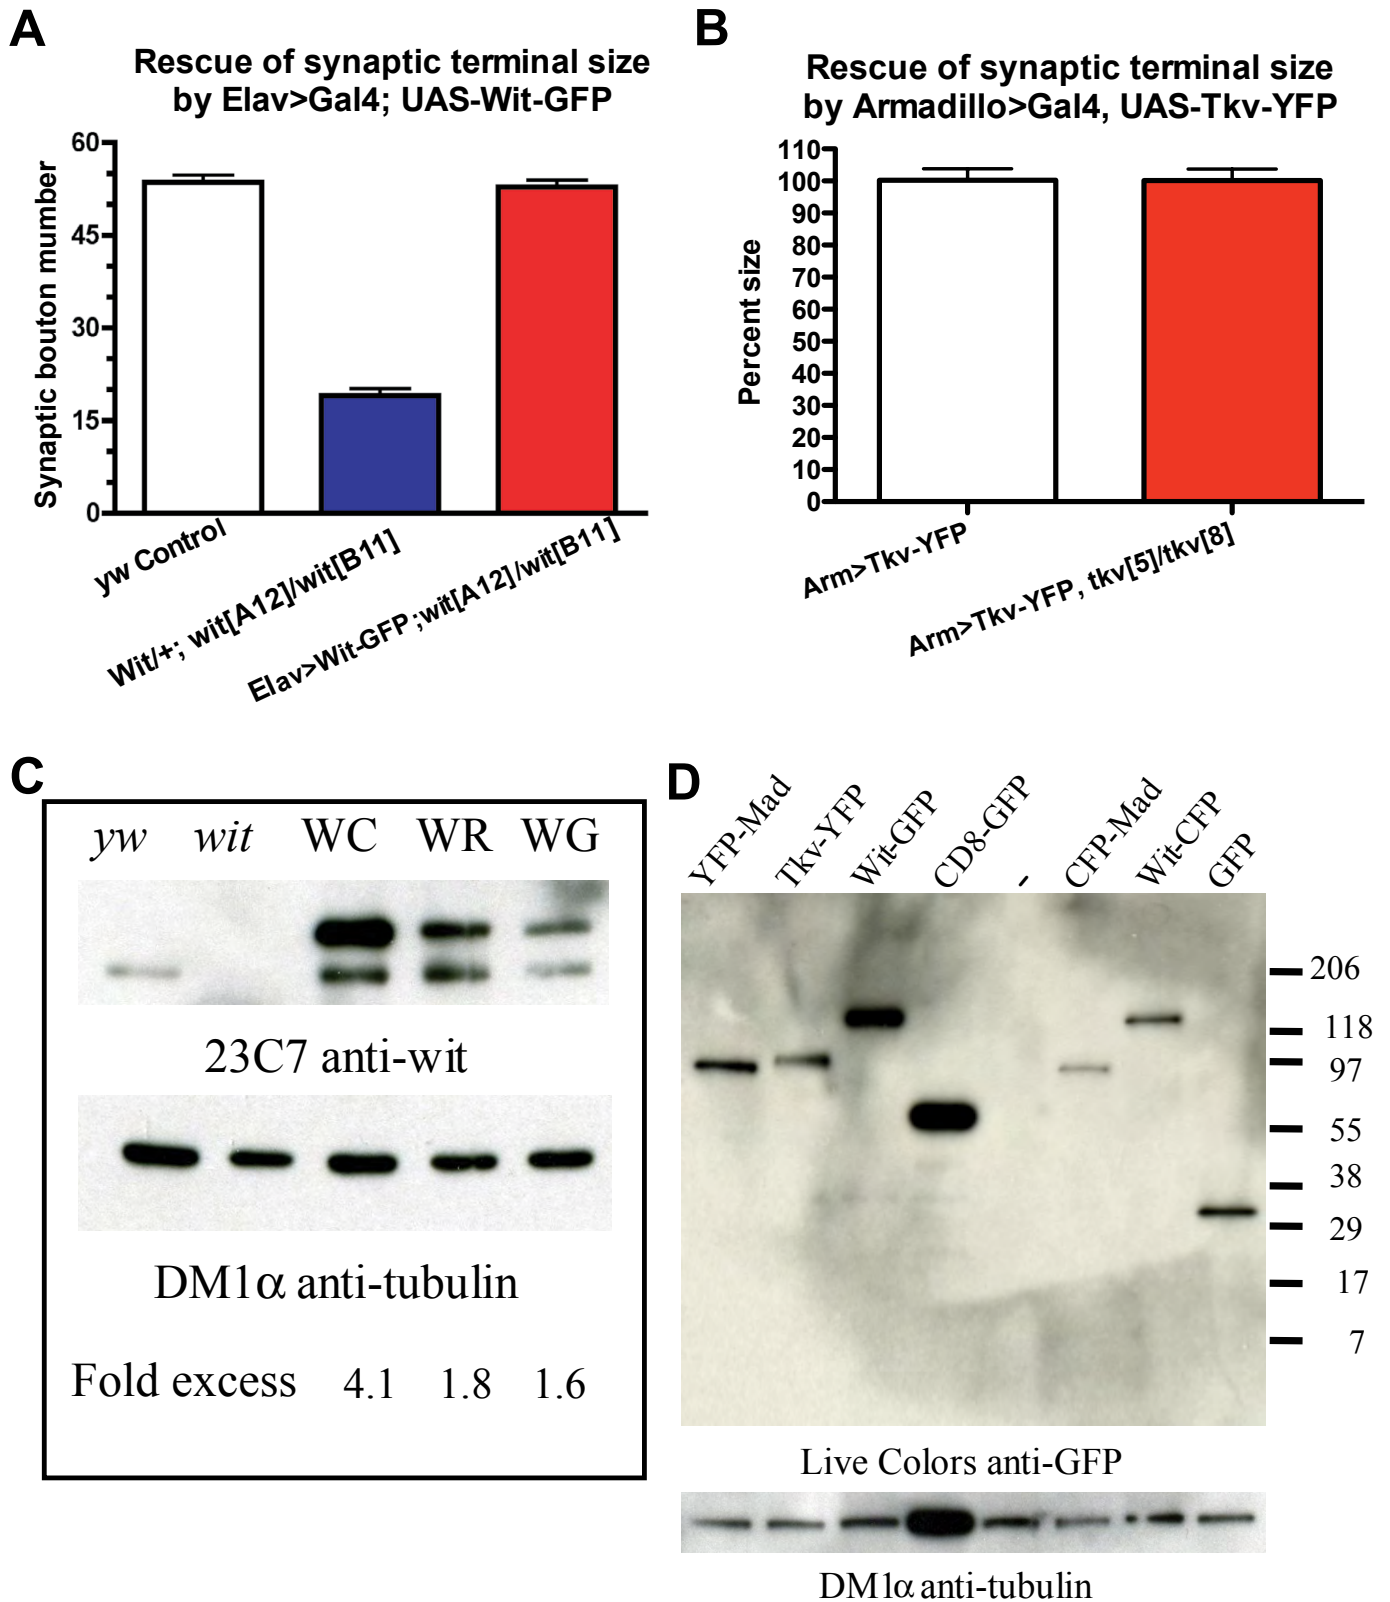 A
Rescue of synaptic terminal size
by Elav>Gal4; UAS-Wit-GFP
Synaptic bouton mumber
60
45
30
15
0
yw Control
Wit/+; wit[A12]/wit[B11]
Elav>Wit-GFP;wit[A12]/wit[B11]
B
Rescue of synaptic terminal size
by Armadillo>Gal4, UAS-Tkv-YFP
Percent size
110
100
90
80
70
60
50
40
30
20
10
0
Arm>Tkv-YFP
Arm>Tkv-YFP, tkv[5]/tkv[8]
C
yw wit WC WR WG
23C7 anti-wit
DM1α anti-tubulin
Fold excess 4.1 1.8 1.6
D
YFP-Mad
Tkv-YFP
Wit-GFP
CD8-GFP
-
CFP-Mad
Wit-CFP
GFP
206
118
97
55
38
29
17
7
Live Colors anti-GFP
DM1α anti-tubulin